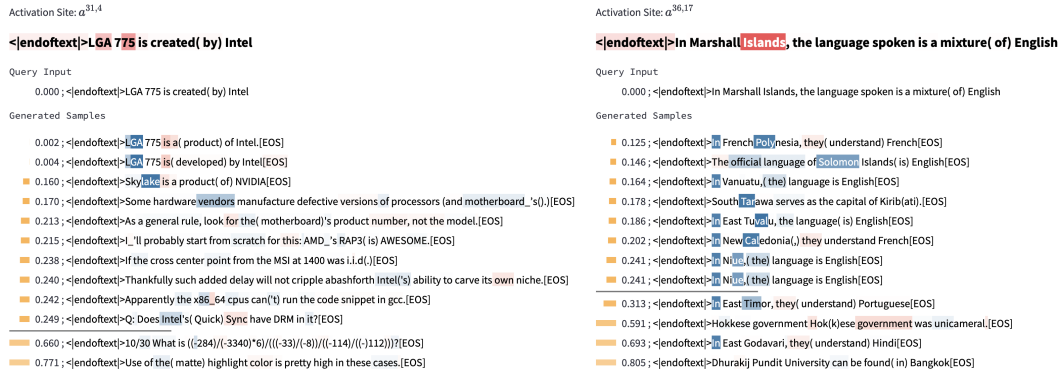 Activation Site: a^{31,4}
<|endoftext|>LGA 775 is created( by) Intel
Query Input
0.000 ; <|endoftext|>LGA 775 is created( by) Intel
Generated Samples
0.002 ; <|endoftext|>LGA 775 is a( product) of Intel.[EOS]
0.004 ; <|endoftext|>LGA 775 is( developed) by Intel[EOS]
0.160 ; <|endoftext|>Skylake is a product( of) NVIDIA[EOS]
0.170 ; <|endoftext|>Some hardware vendors manufacture defective versions of processors (and motherboard_'s().)[EOS]
0.213 ; <|endoftext|>As a general rule, look for the( motherboard)'s product number, not the model.[EOS]
0.215 ; <|endoftext|>I_'ll probably start from scratch for this: AMD_'s RAP3( is) AWESOME.[EOS]
0.238 ; <|endoftext|>If the cross center point from the MSI at 1400 was i.i.d(.)[EOS]
0.240 ; <|endoftext|>Thankfully such added delay will not cripple abashforth Intel('s) ability to carve its own niche.[EOS]
0.242 ; <|endoftext|>Apparently the x86_64 cpus can('t) run the code snippet in gcc.[EOS]
0.249 ; <|endoftext|>Q: Does Intel's( Quick) Sync have DRM in it?[EOS]
0.660 ; <|endoftext|>10/30 What is ((-284)/(-3340)*6)/(((-33)/(-8))/((-114)/((-)112)))?[EOS]
0.771 ; <|endoftext|>Use of the( matte) highlight color is pretty high in these cases.[EOS]
Activation Site: a^{36,17}
<|endoftext|>In Marshall Islands, the language spoken is a mixture( of) English
Query Input
0.000 ; <|endoftext|>In Marshall Islands, the language spoken is a mixture( of) English
Generated Samples
0.125 ; <|endoftext|>In French Polynesia, they( understand) French[EOS]
0.146 ; <|endoftext|>The official language of Solomon Islands( is) English[EOS]
0.164 ; <|endoftext|>In Vanuatu,( the) language is English[EOS]
0.178 ; <|endoftext|>South Tarawa serves as the capital of Kirib(ati).[EOS]
0.186 ; <|endoftext|>In East Tuvalu, the language( is) English[EOS]
0.202 ; <|endoftext|>In New Caledonia(,) they understand French[EOS]
0.241 ; <|endoftext|>In Niue,( the) language is English[EOS]
0.241 ; <|endoftext|>In Niue,( the) language is English[EOS]
0.313 ; <|endoftext|>In East Timor, they( understand) Portuguese[EOS]
0.591 ; <|endoftext|>Hokkese government Hok(k)ese government was unicameral.[EOS]
0.693 ; <|endoftext|>In East Godavari, they( understand) Hindi[EOS]
0.805 ; <|endoftext|>Dhurakij Pundit University can be found( in) Bangkok[EOS]